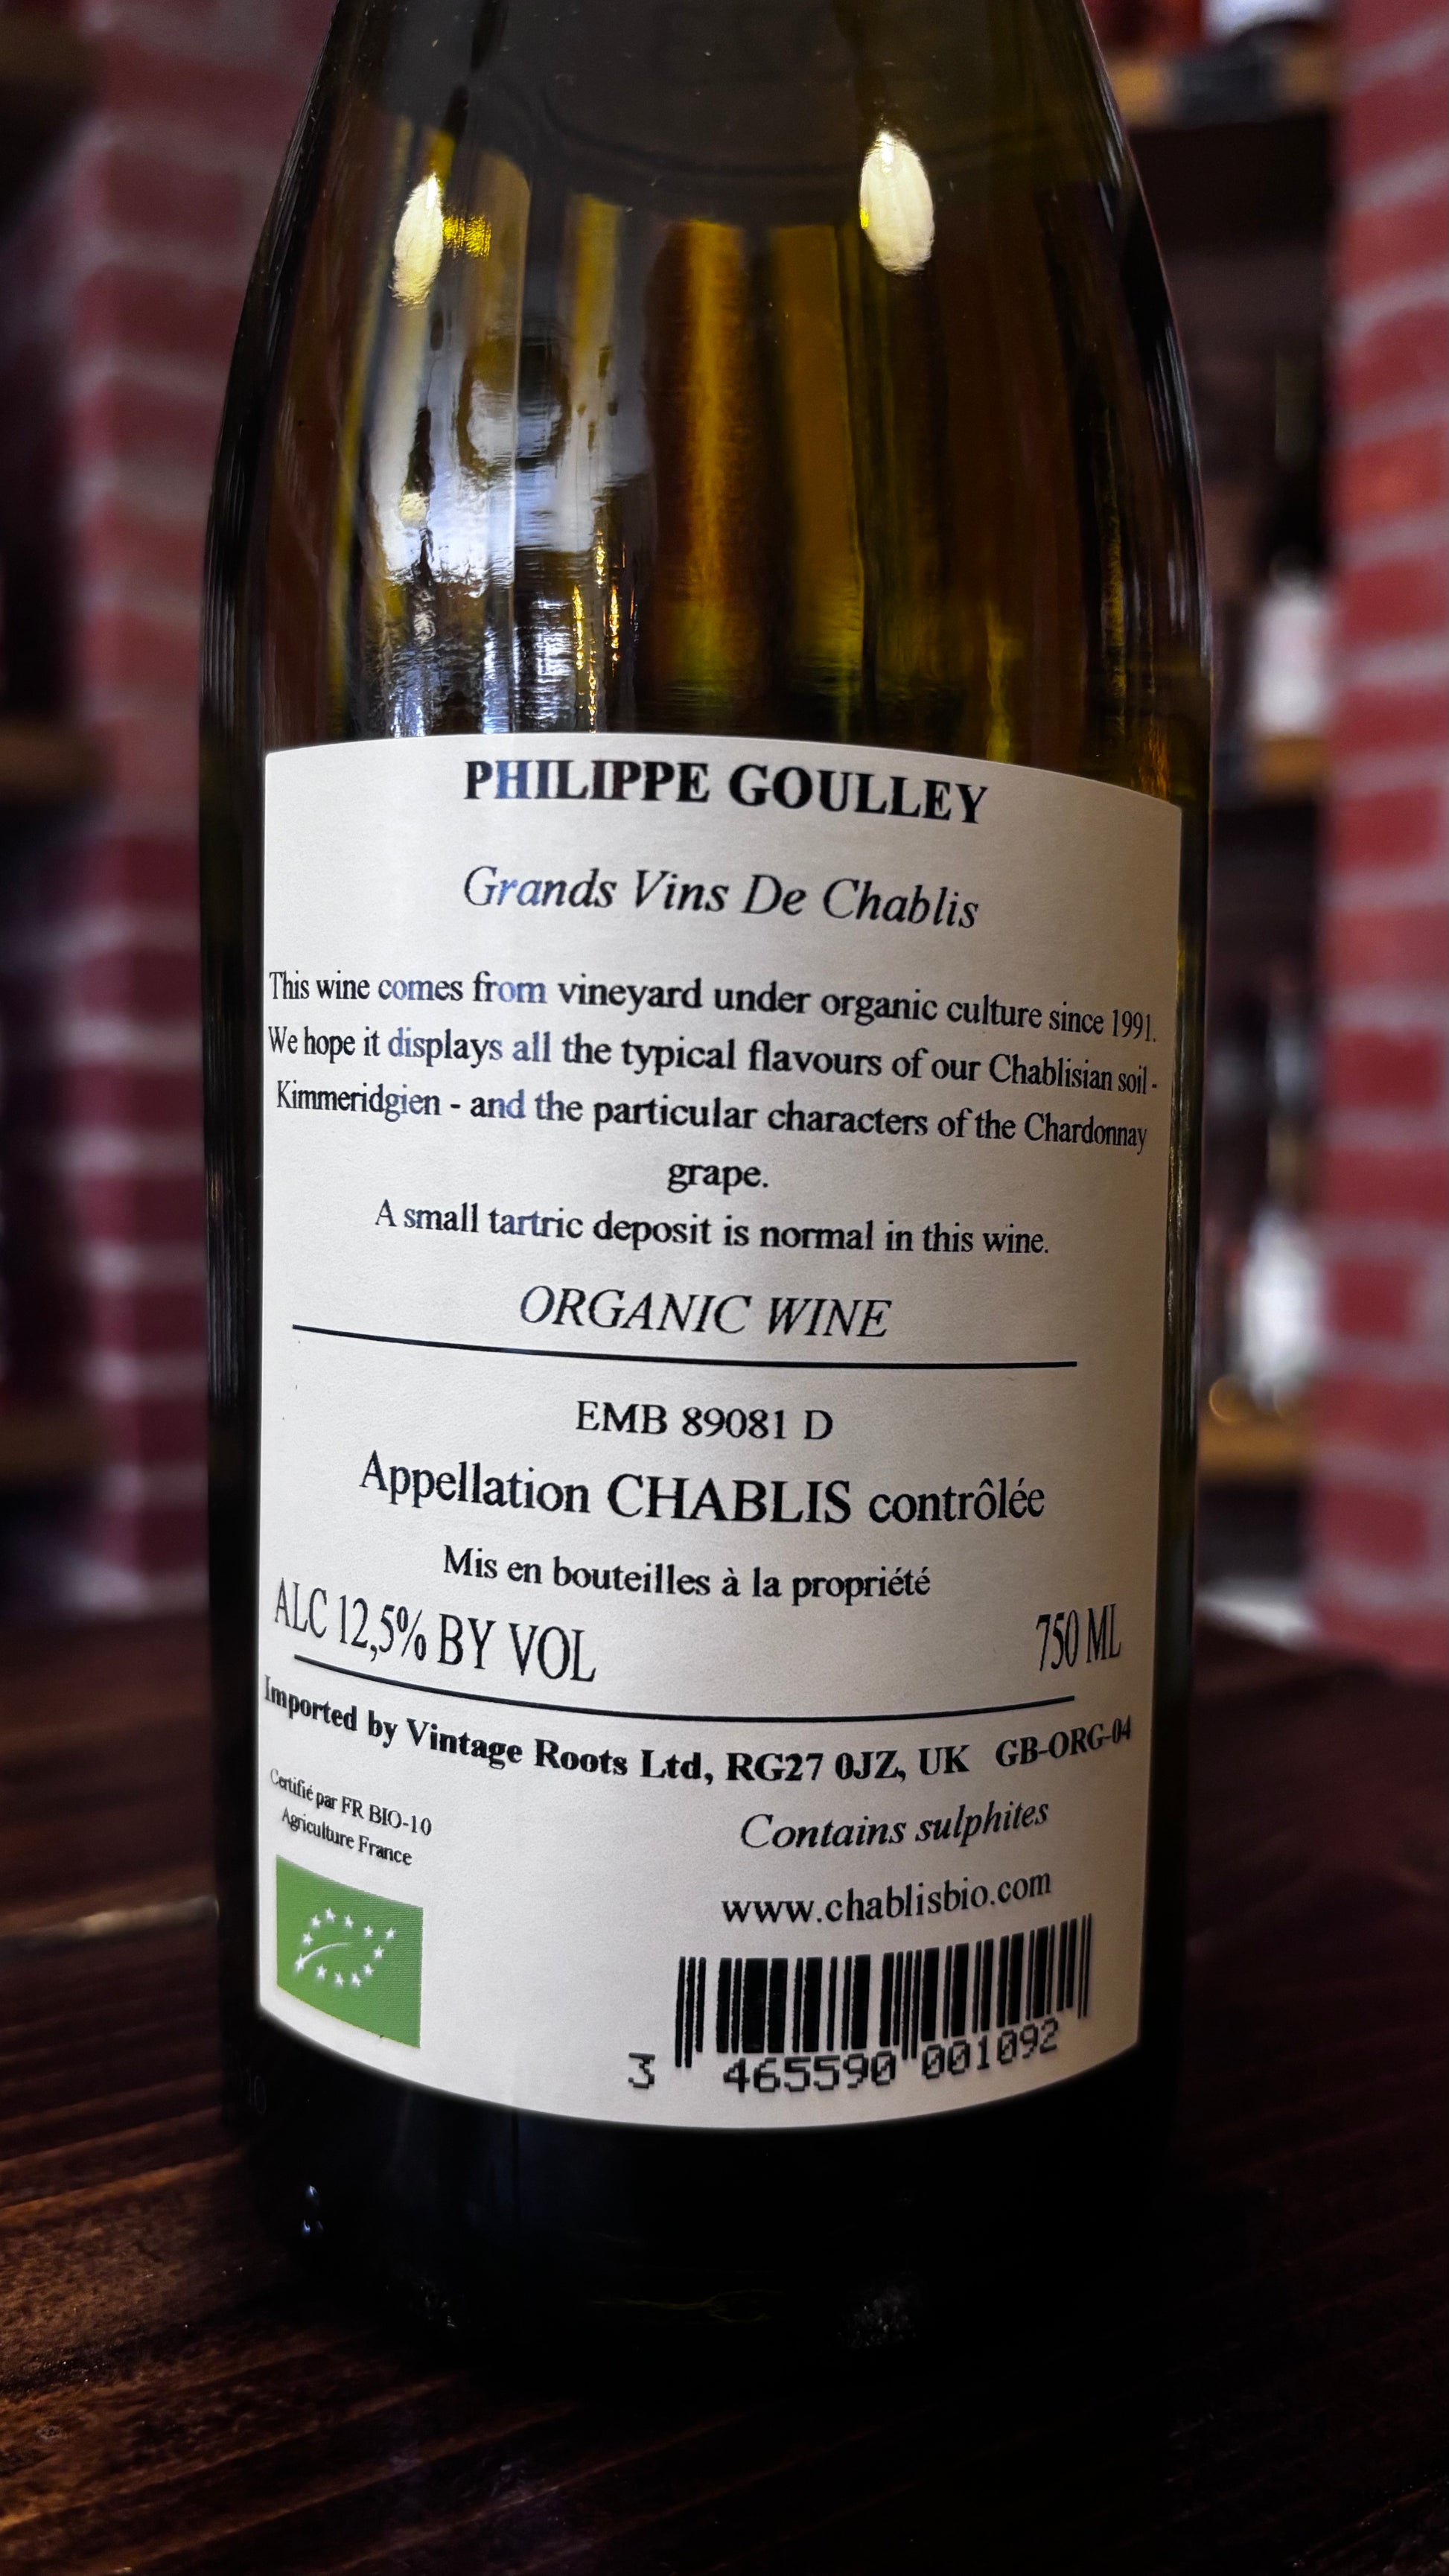 PHILIPPE GOULLEY
Grands Vins De Chablis
This wine comes from vineyard under organic culture since 1991.
We hope it displays all the typical flavours of our Chablisian soil -
Kimmeridgien - and the particular characters of the Chardonnay
grape.
A small tartric deposit is normal in this wine.
ORGANIC WINE
EMB 89081 D
Appellation CHABLIS contrôlée
Mis en bouteilles à la propriété
ALC 12,5% BY VOL 750 ML
Imported by Vintage Roots Ltd, RG27 0JZ, UK GB-ORG-04
Certifié par FR BIO-10
Agriculture France
Contains sulphites
www.chablisbio.com
3 465590 001092